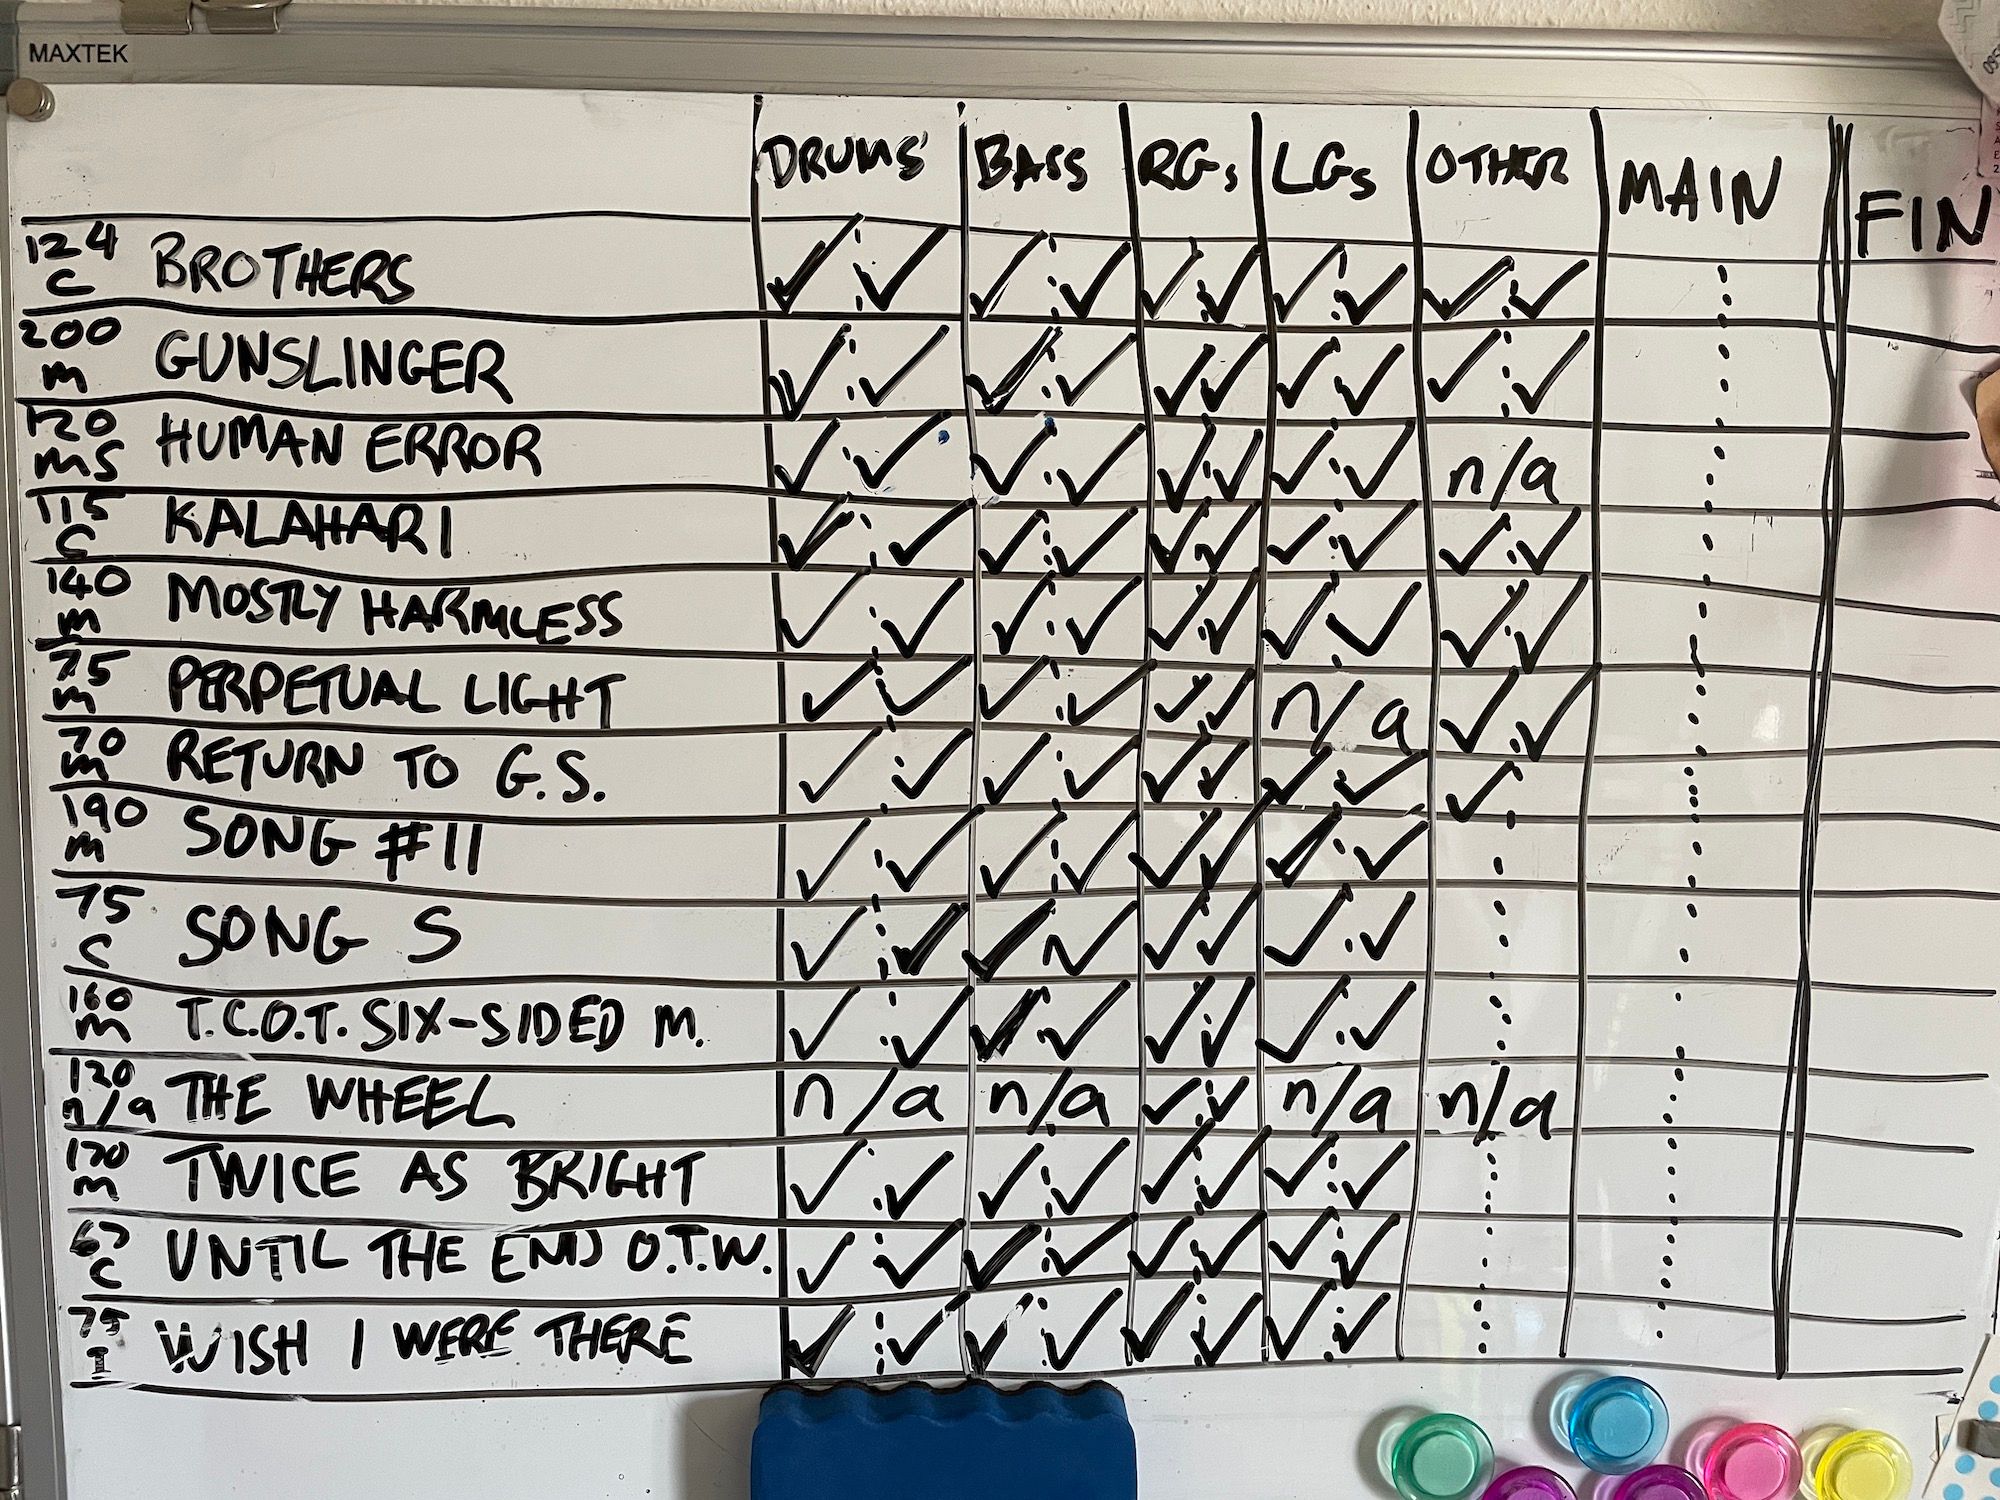 MAXTEK
DRUMS BASS RGs LGs OTHER MAIN FIN
124 C BROTHERS ✓ ✓ ✓ ✓ ✓ ✓ ✓ ✓ ✓ ✓
200 m GUNSLINGER ✓ ✓ ✓ ✓ ✓ ✓ ✓ ✓ ✓ ✓
120 ms HUMAN ERROR ✓ ✓ ✓ ✓ ✓ ✓ ✓ ✓ n/a
115 C KALAHARI ✓ ✓ ✓ ✓ ✓ ✓ ✓ ✓ ✓ ✓
140 m MOSTLY HARMLESS ✓ ✓ ✓ ✓ ✓ ✓ ✓ ✓ ✓ ✓
75 m PERPETUAL LIGHT ✓ ✓ ✓ ✓ ✓ ✓ n/a ✓ ✓
70 m RETURN TO G.S. ✓ ✓ ✓ ✓ ✓ ✓ ✓ ✓ ✓
190 m SONG #11 ✓ ✓ ✓ ✓ ✓ ✓ ✓ ✓
75 C SONG S ✓ ✓ ✓ ✓ ✓ ✓ ✓ ✓
160 m T.C.O.T. SIX-SIDED M. ✓ ✓ ✓ ✓ ✓ ✓ ✓ ✓
120 n/a THE WHEEL n/a n/a ✓ ✓ n/a n/a
m TWICE AS BRIGHT ✓ ✓ ✓ ✓ ✓ ✓ ✓ ✓
C UNTIL THE END O.T.W. ✓ ✓ ✓ ✓ ✓ ✓ ✓ ✓
75 WISH I WERE THERE ✓ ✓ ✓ ✓ ✓ ✓ ✓ ✓